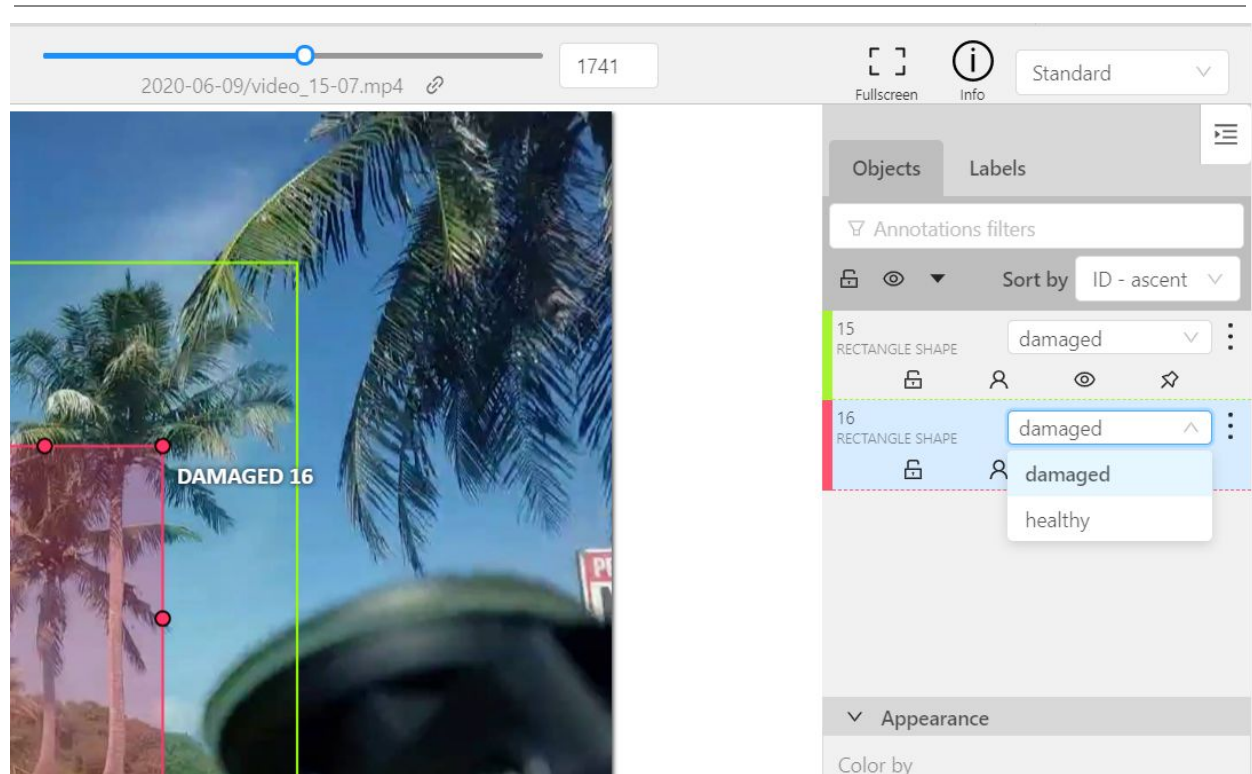 1741
2020-06-09/video_15-07.mp4
Fullscreen
Info
Standard
Objects
Labels
Annotations filters
Sort by
ID - ascent
15
RECTANGLE SHAPE
damaged
16
RECTANGLE SHAPE
damaged
damaged
healthy
DAMAGED 16
Appearance
Color by